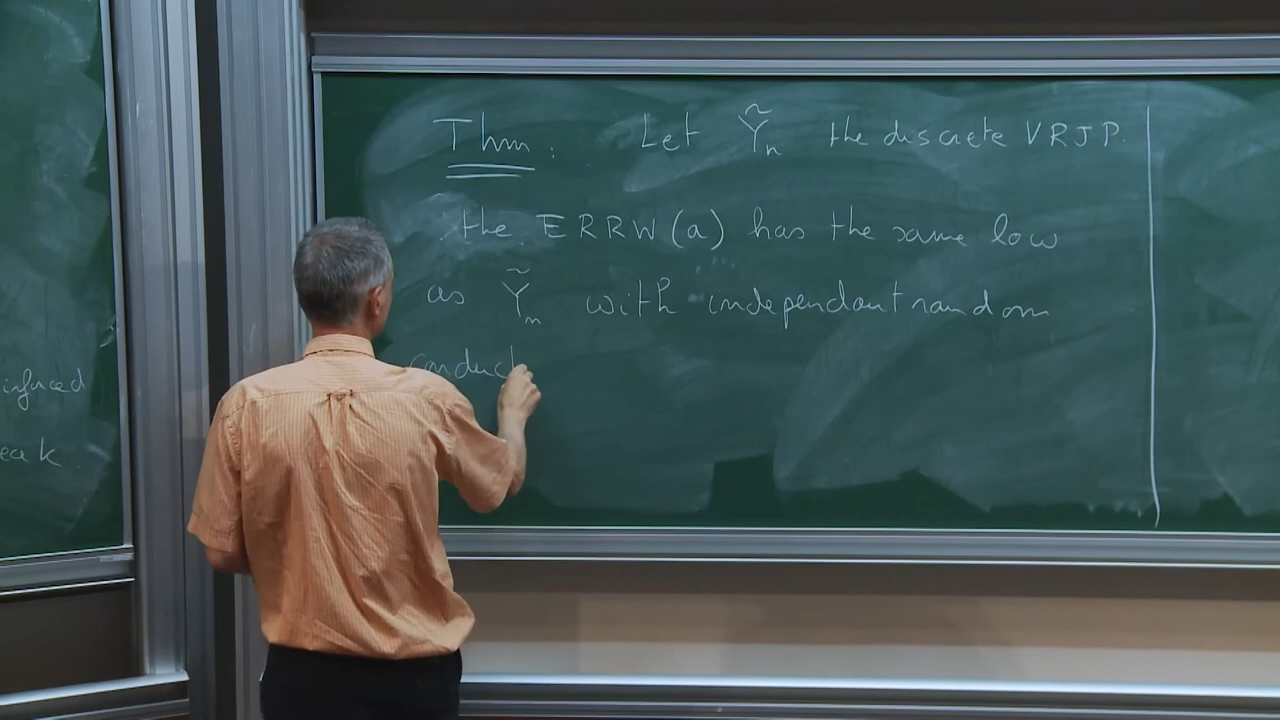 inforced
eak
Thm: Let Ỹn the discrete VRJP.
the ERRW(a) has the same low
as Ỹn with independant random
conduct